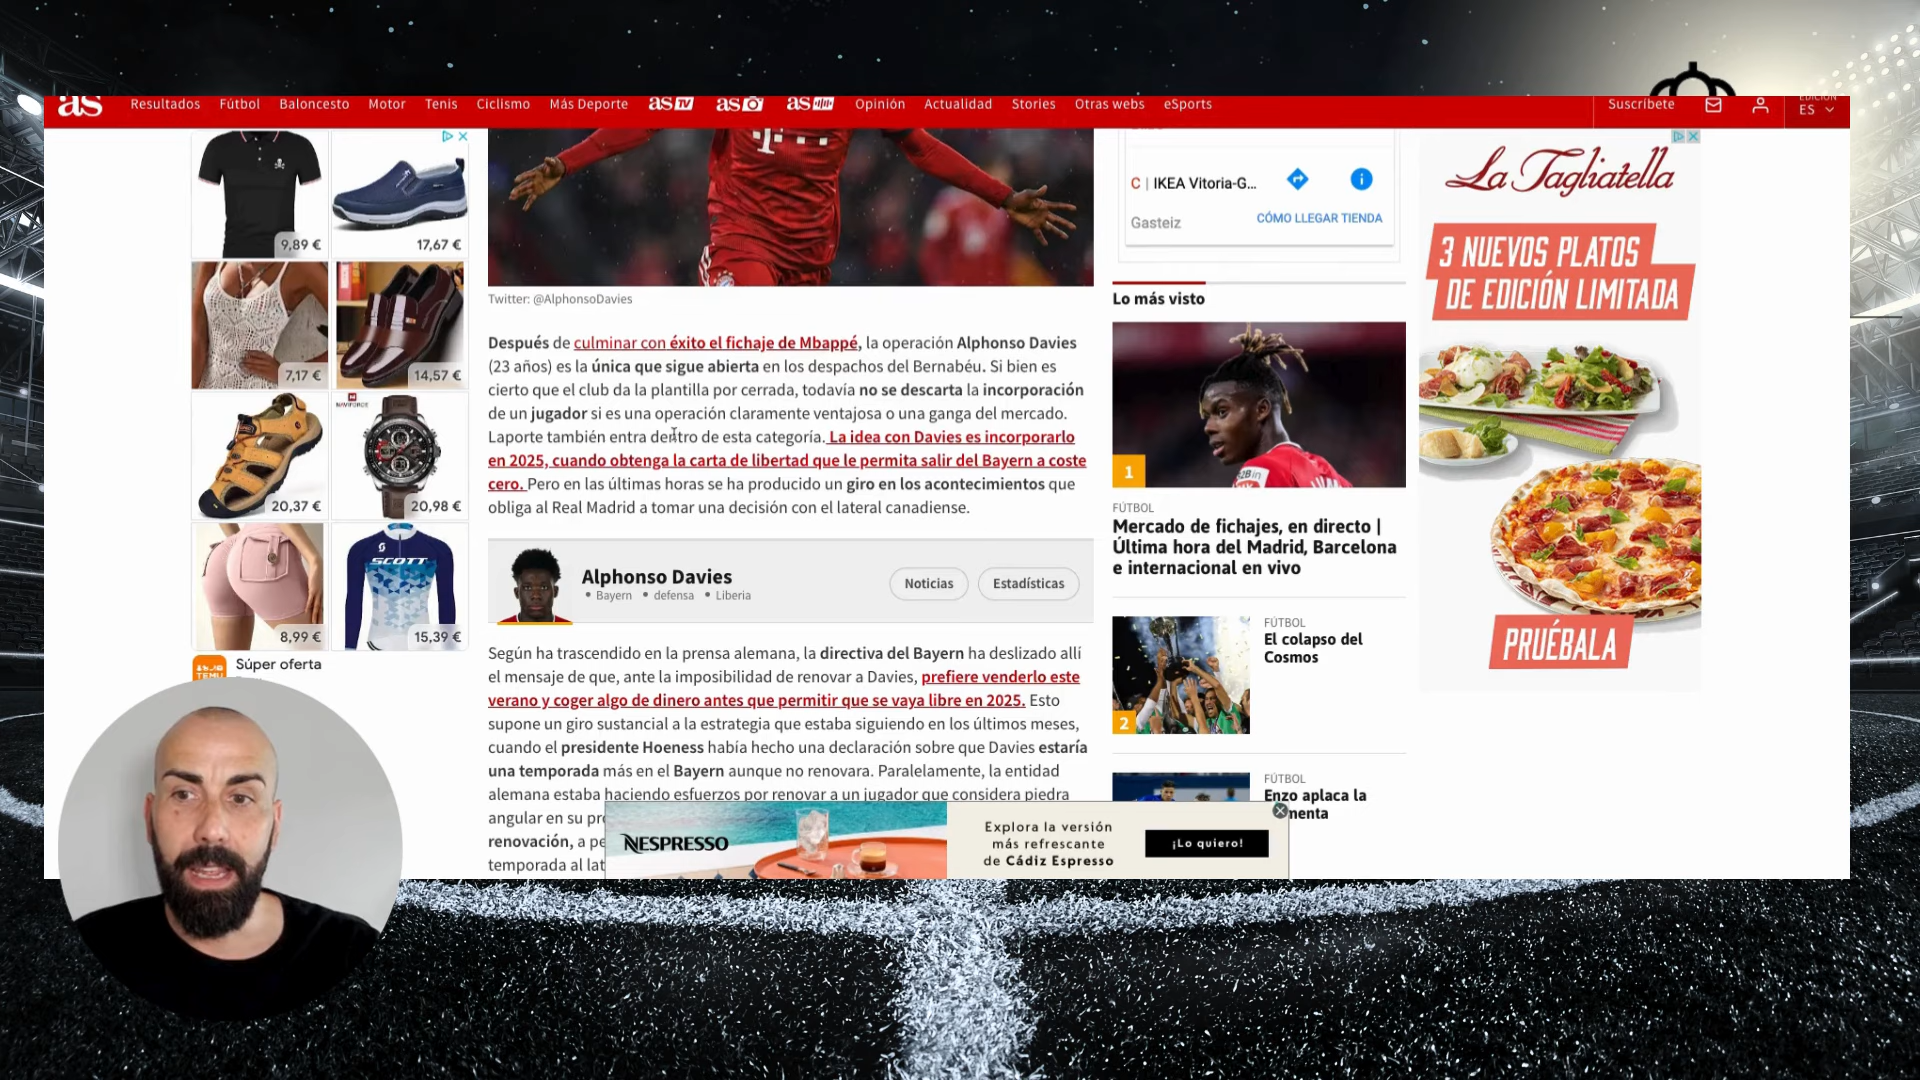 as Resultados Fútbol Baloncesto Motor Tenis Ciclismo Más Deporte as TV as as Opinión Actualidad Stories Otras webs eSports Suscríbete EDICIÓN ES
9,89 €
17,67 €
7,17 €
14,57 €
NAVIFORCE
20,37 €
20,98 €
SCOTT
8,99 €
15,39 €
TEMU
Súper oferta
Twitter: @AlphonsoDavies
Después de culminar con éxito el fichaje de Mbappé, la operación Alphonso Davies
(23 años) es la única que sigue abierta en los despachos del Bernabéu. Si bien es
cierto que el club da la plantilla por cerrada, todavía no se descarta la incorporación
de un jugador si es una operación claramente ventajosa o una ganga del mercado.
Laporte también entra dentro de esta categoría. La idea con Davies es incorporarlo
en 2025, cuando obtenga la carta de libertad que le permita salir del Bayern a coste
cero. Pero en las últimas horas se ha producido un giro en los acontecimientos que
obliga al Real Madrid a tomar una decisión con el lateral canadiense.
Alphonso Davies
• Bayern • defensa • Liberia
Noticias
Estadísticas
Según ha trascendido en la prensa alemana, la directiva del Bayern ha deslizado allí
el mensaje de que, ante la imposibilidad de renovar a Davies, prefiere venderlo este
verano y coger algo de dinero antes que permitir que se vaya libre en 2025. Esto
supone un giro sustancial a la estrategia que estaba siguiendo en los últimos meses,
cuando el presidente Hoeness había hecho una declaración sobre que Davies estaría
una temporada más en el Bayern aunque no renovara. Paralelamente, la entidad
alemana estaba haciendo esfuerzos por renovar a un jugador que considera piedra
angular en su pr
renovación, a pe
temporada al lat
NESPRESSO
Explora la versión
más refrescante
de Cádiz Espresso
¡Lo quiero!
C | IKEA Vitoria-G...
Gasteiz
CÓMO LLEGAR TIENDA
Lo más visto
1
FÚTBOL
Mercado de fichajes, en directo |
Última hora del Madrid, Barcelona
e internacional en vivo
2
FÚTBOL
El colapso del
Cosmos
FÚTBOL
Enzo aplaca la
menta
La Tagliatella
3 NUEVOS PLATOS
DE EDICIÓN LIMITADA
PRUÉBALA